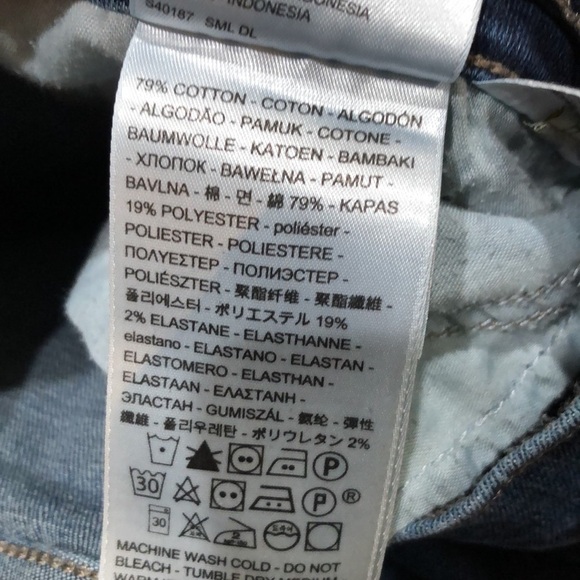 INDONESIA
INDONESIA
S40187 SML DL
79% COTTON - COTON - ALGODÓN
- ALGODÃO - PAMUK - COTONE -
BAUMWOLLE - KATOEN - BAMBAKI
- ХЛОПОК - BAWEŁNA - PAMUT -
BAVLNA - 棉 - 면 - 綿 79% - KAPAS
19% POLYESTER - poliéster -
POLIESTER - POLIESTERE -
ΠΟΛΥΕΣΤΕΡ - ПОЛИЭСТЕР -
POLIÉSZTER - 聚酯纤维 - 聚酯纖維 -
폴리에스터 - ポリエステル 19%
2% ELASTANE - ELASTHANNE -
elastano - ELASTANO - ELASTAN -
ELASTOMERO - ELASTHAN -
ELASTAAN - ΕΛΑΣΤΑΝΗ -
ЭЛАСТАН - GUMISZÁL - 氨纶 - 彈性
纖維 - 폴리우레탄 - ポリウレタン 2%
P
30 P ®
30
MACHINE WASH COLD - DO NOT
BLEACH - TUMBLE DRY MEDIUM